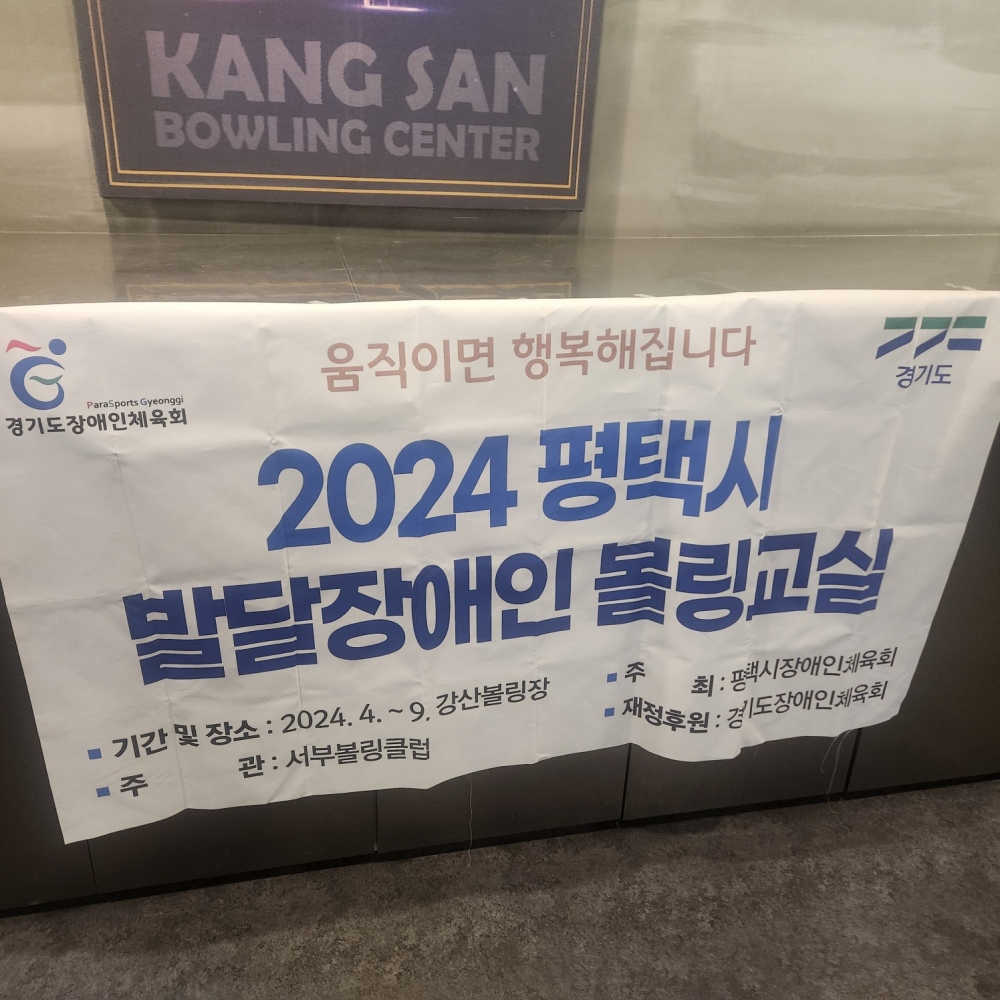 KANG SAN
BOWLING CENTER
움직이면 행복해집니다
ParaSports Gyeonggi
경기도장애인체육회
경기도
2024 평택시
발달장애인 볼링교실
■ 기간 및 장소 : 2024. 4. ~ 9, 강산볼링장
■ 주 관 : 서부볼링클럽
■ 주 최 : 평택시장애인체육회
■ 재정후원 : 경기도장애인체육회